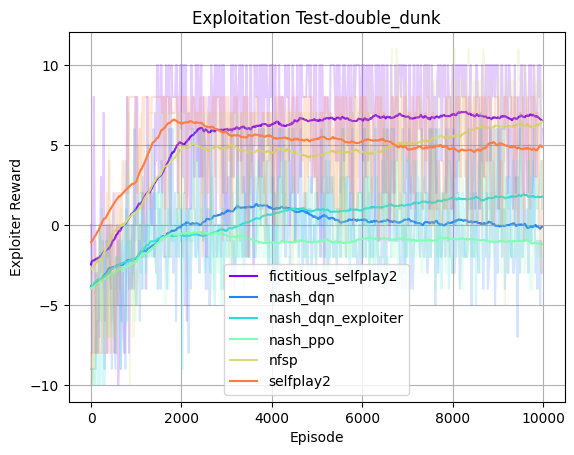 Exploitation Test-double_dunk
Exploiter Reward
10
5
0
−5
−10
fictitious_selfplay2
nash_dqn
nash_dqn_exploiter
nash_ppo
nfsp
selfplay2
0 2000 4000 6000 8000 10000
Episode